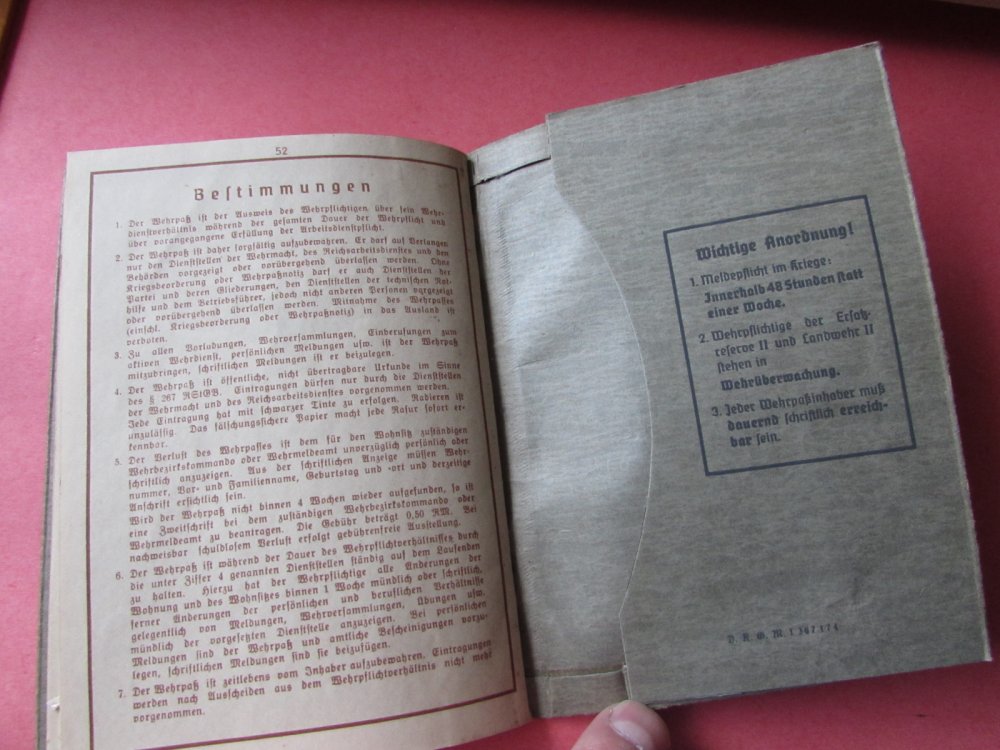 52
Bestimmungen
1. Der Wehrpaß ist der Ausweis des Wehrpflichtigen über sein Wehr-
dienstverhältnis während der gesamten Dauer der Wehrpflicht und
über vorangegangene Erfüllung der Arbeitsdienstpflicht.
2. Der Wehrpaß ist daher sorgfältig aufzubewahren. Er darf auf Verlangen
nur den Dienststellen der Wehrmacht, des Reichsarbeitsdienstes und den
Behörden vorgezeigt oder vorübergehend überlassen werden. Ohne
Kriegsbeorderung oder Wehrpaßnotiz darf er auch Dienststellen der
Partei und deren Gliederungen, den Dienststellen der technischen Not-
hilfe und dem Betriebsführer, jedoch nicht anderen Personen vorgezeigt
oder vorübergehend überlassen werden. Mitnahme des Wehrpasses
(einschl. Kriegsbeorderung oder Wehrpaßnotiz) in das Ausland ist
verboten.
3. Zu allen Vorladungen, Wehrversammlungen, Einberufungen zum
aktiven Wehrdienst, persönlichen Meldungen usw. ist der Wehrpaß
mitzubringen, schriftlichen Meldungen ist er beizulegen.
4. Der Wehrpaß ist öffentliche, nicht übertragbare Urkunde im Sinne
des § 267 RStGB. Eintragungen dürfen nur durch die Dienststellen
der Wehrmacht und des Reichsarbeitsdienstes vorgenommen werden.
Jede Eintragung hat mit schwarzer Tinte zu erfolgen. Radieren ist
unzulässig. Das fälschungssichere Papier macht jede Rasur sofort er-
kennbar.
5. Der Verlust des Wehrpasses ist dem für den Wohnsitz zuständigen
Wehrbezirkskommando oder Wehrmeldeamt unverzüglich persönlich oder
schriftlich anzuzeigen. Aus der schriftlichen Anzeige müssen Wehr-
nummer, Vor- und Familienname, Geburtstag und -ort und derzeitige
Anschrift ersichtlich sein.
Wird der Wehrpaß nicht binnen 4 Wochen wieder aufgefunden, so ist
eine Zweitschrift bei dem zuständigen Wehrbezirkskommando oder
Wehrmeldeamt zu beantragen. Die Gebühr beträgt 0,50 RM. Bei
nachweisbar schuldlosem Verlust erfolgt gebührenfreie Ausstellung.
6. Der Wehrpaß ist während der Dauer des Wehrpflichtverhältnisses durch
die unter Ziffer 4 genannten Dienststellen ständig auf dem Laufenden
zu halten. Hierzu hat der Wehrpflichtige alle Änderungen der
Wohnung und des Wohnsitzes binnen 1 Woche mündlich oder schriftlich,
ferner Änderungen der persönlichen und beruflichen Verhältnisse
gelegentlich von Meldungen, Wehrversammlungen, Übungen usw.
mündlich der vorgesetzten Dienststelle anzuzeigen. Bei persönlichen
Meldungen sind der Wehrpaß und amtliche Bescheinigungen vorzu-
legen, schriftlichen Meldungen sind sie beizufügen.
7. Der Wehrpaß ist zeitlebens vom Inhaber aufzubewahren. Eintragungen
werden nach Ausscheiden aus dem Wehrpflichtverhältnis nicht mehr
vorgenommen.
Wichtige Anordnung!
1. Meldepflicht im Kriege:
Innerhalb 48 Stunden statt
einer Woche.
2. Wehrpflichtige der Ersatz-
reserve II und Landwehr II
stehen in
Wehrüberwachung.
3. Jeder Wehrpaßinhaber muß
dauernd schriftlich erreich-
bar sein.
D. R. G. M. 1 367 174